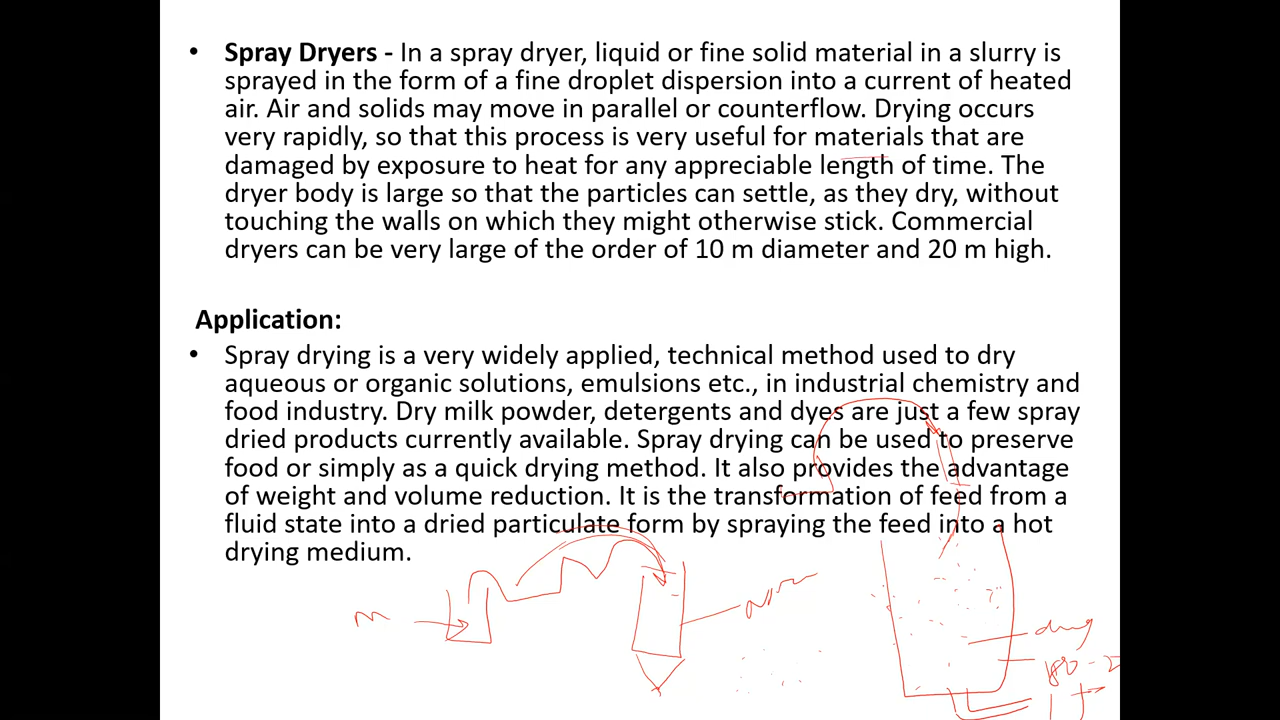 • Spray Dryers - In a spray dryer, liquid or fine solid material in a slurry is
sprayed in the form of a fine droplet dispersion into a current of heated
air. Air and solids may move in parallel or counterflow. Drying occurs
very rapidly, so that this process is very useful for materials that are
damaged by exposure to heat for any appreciable length of time. The
dryer body is large so that the particles can settle, as they dry, without
touching the walls on which they might otherwise stick. Commercial
dryers can be very large of the order of 10 m diameter and 20 m high.
Application:
• Spray drying is a very widely applied, technical method used to dry
aqueous or organic solutions, emulsions etc., in industrial chemistry and
food industry. Dry milk powder, detergents and dyes are just a few spray
dried products currently available. Spray drying can be used to preserve
food or simply as a quick drying method. It also provides the advantage
of weight and volume reduction. It is the transformation of feed from a
fluid state into a dried particulate form by spraying the feed into a hot
drying medium.